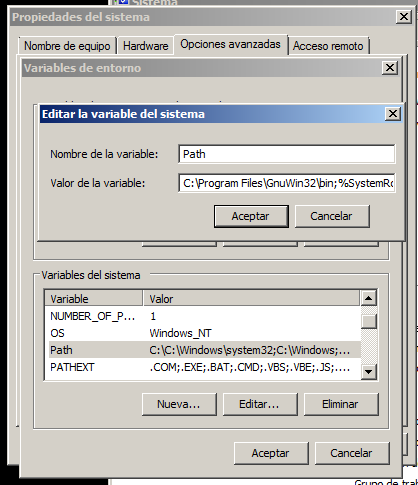 Sistema
Propiedades del sistema
Nombre de equipo Hardware Opciones avanzadas Acceso remoto
Variables de entorno
Editar la variable del sistema
Nombre de la variable: Path
Valor de la variable: C:\Program Files\GnuWin32\bin;%SystemRo
Aceptar Cancelar
Variables del sistema
Variable Valor
NUMBER_OF_P... 1
OS Windows_NT
Path C:\C:\Windows\system32;C:\Windows;...
PATHEXT .COM;.EXE;.BAT;.CMD;.VBS;.VBE;.JS;....
Nueva... Editar... Eliminar
Aceptar Cancelar
Grupo de tral